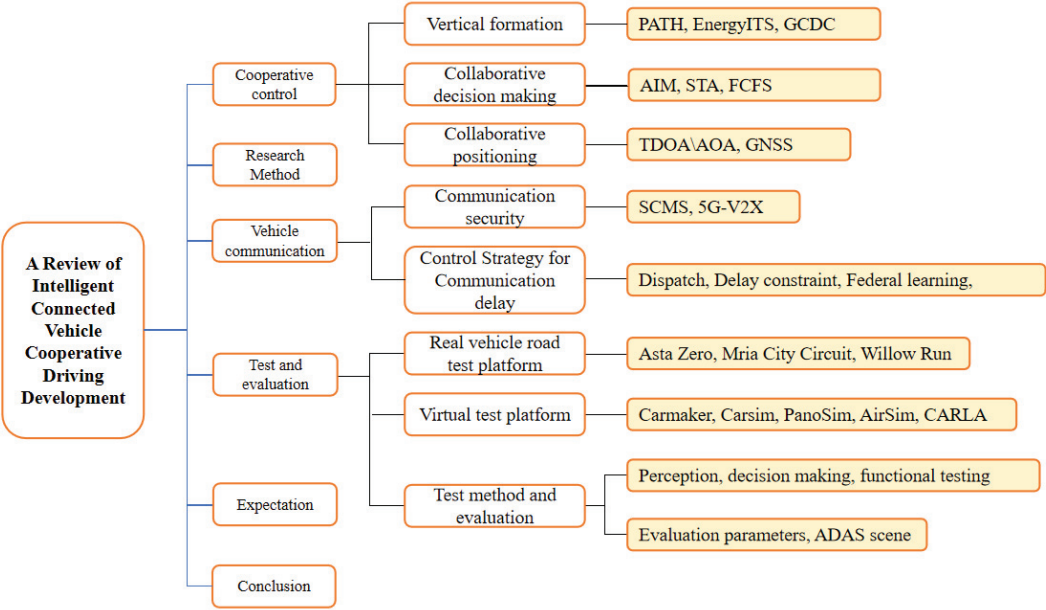 A Review of
Intelligent
Connected
Vehicle
Cooperative
Driving
Development
Cooperative
control
Vertical formation
PATH, EnergyITS, GCDC
Collaborative
decision making
AIM, STA, FCFS
Collaborative
positioning
TDOA\AOA, GNSS
Research
Method
Vehicle
communication
Communication
security
SCMS, 5G-V2X
Control Strategy for
Communication
delay
Dispatch, Delay constraint, Federal learning,
Test and
evaluation
Real vehicle road
test platform
Asta Zero, Mria City Circuit, Willow Run
Virtual test platform
Carmaker, Carsim, PanoSim, AirSim, CARLA
Test method and
evaluation
Perception, decision making, functional testing
Evaluation parameters, ADAS scene
Expectation
Conclusion